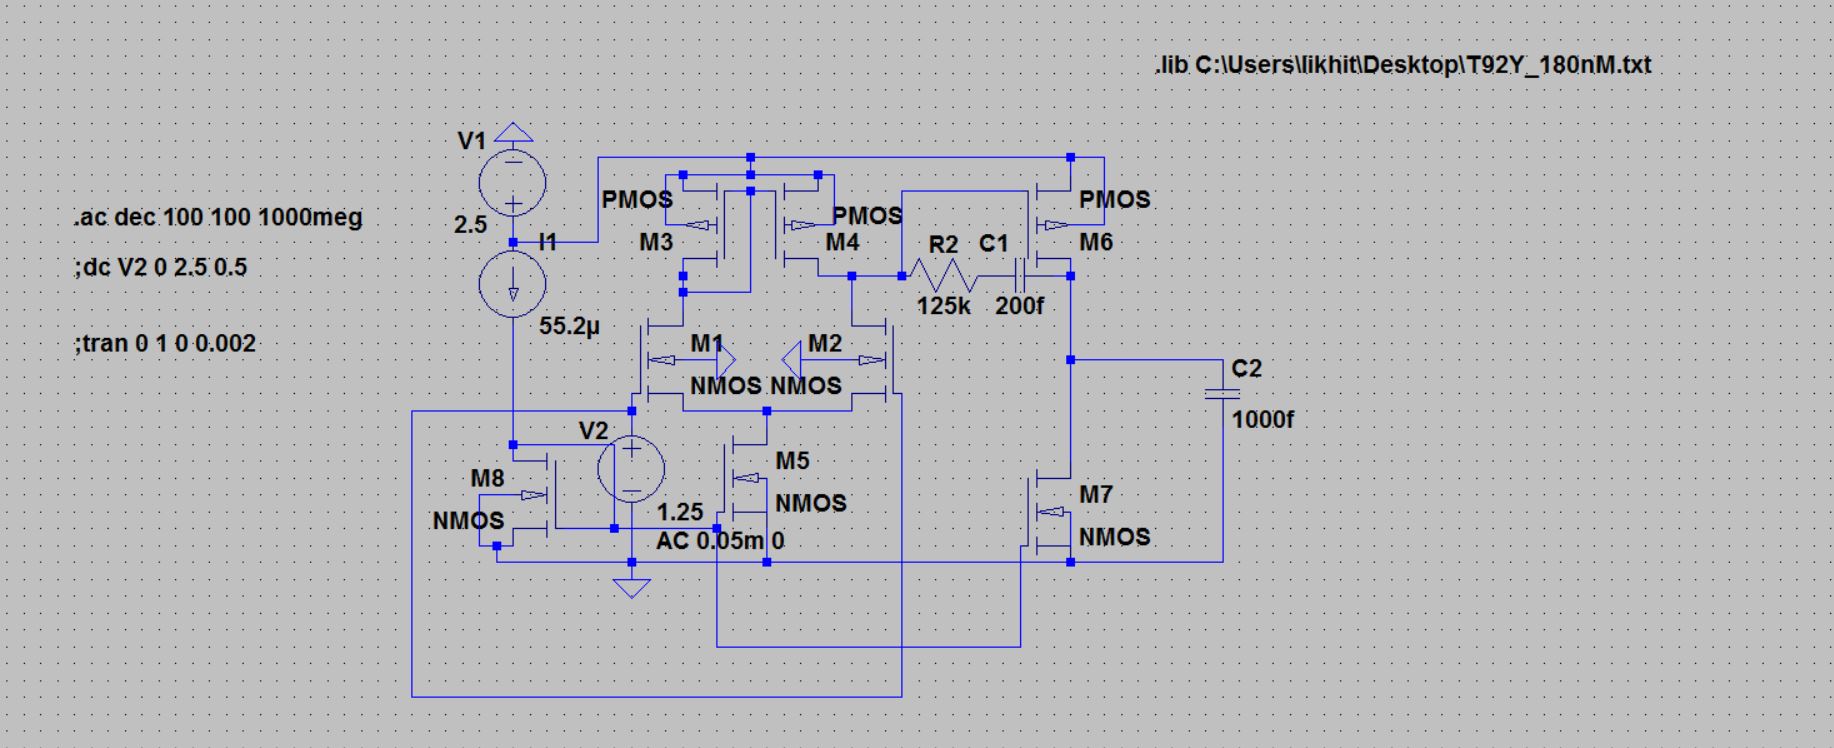 .lib C:\Users\likhit\Desktop\T92Y_180nM.txt
V1
2.5
.ac dec 100 100 1000meg
;dc V2 0 2.5 0.5
;tran 0 1 0 0.002
I1
55.2µ
PMOS
M3
PMOS
M4
PMOS
M6
R2
125k
C1
200f
M1
NMOS
M2
NMOS
C2
1000f
V2
1.25
AC 0.05m 0
M8
NMOS
M5
NMOS
M7
NMOS